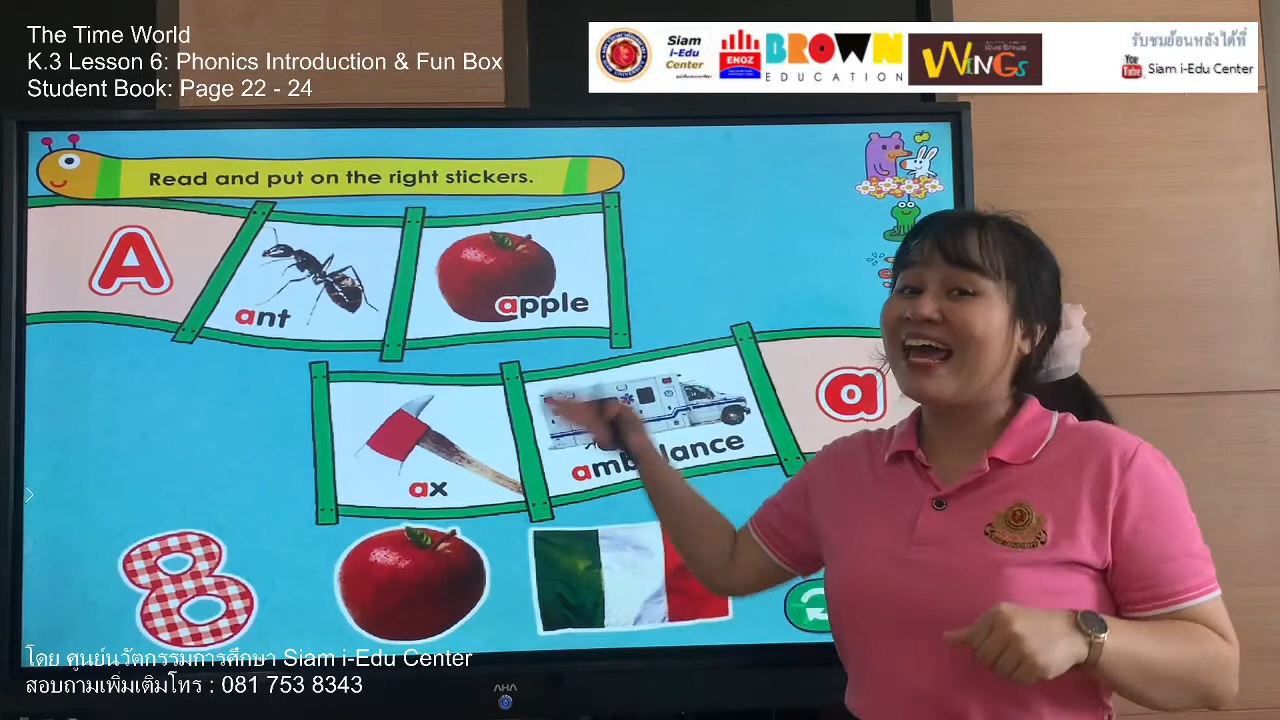 The Time World
K.3 Lesson 6: Phonics Introduction & Fun Box
Student Book: Page 22 - 24
Siam
i-Edu
Center
ENOZ
BROWN
EDUCATION
WINGS
รับชมย้อนหลังได้ที่
You
Tube
Siam i-Edu Center
Read and put on the right stickers.
A
ant
apple
ax
ambulance
a
8
โดย ศูนย์นวัตกรรมการศึกษา Siam i-Edu Center
สอบถามเพิ่มเติมโทร : 081 753 8343
AHA